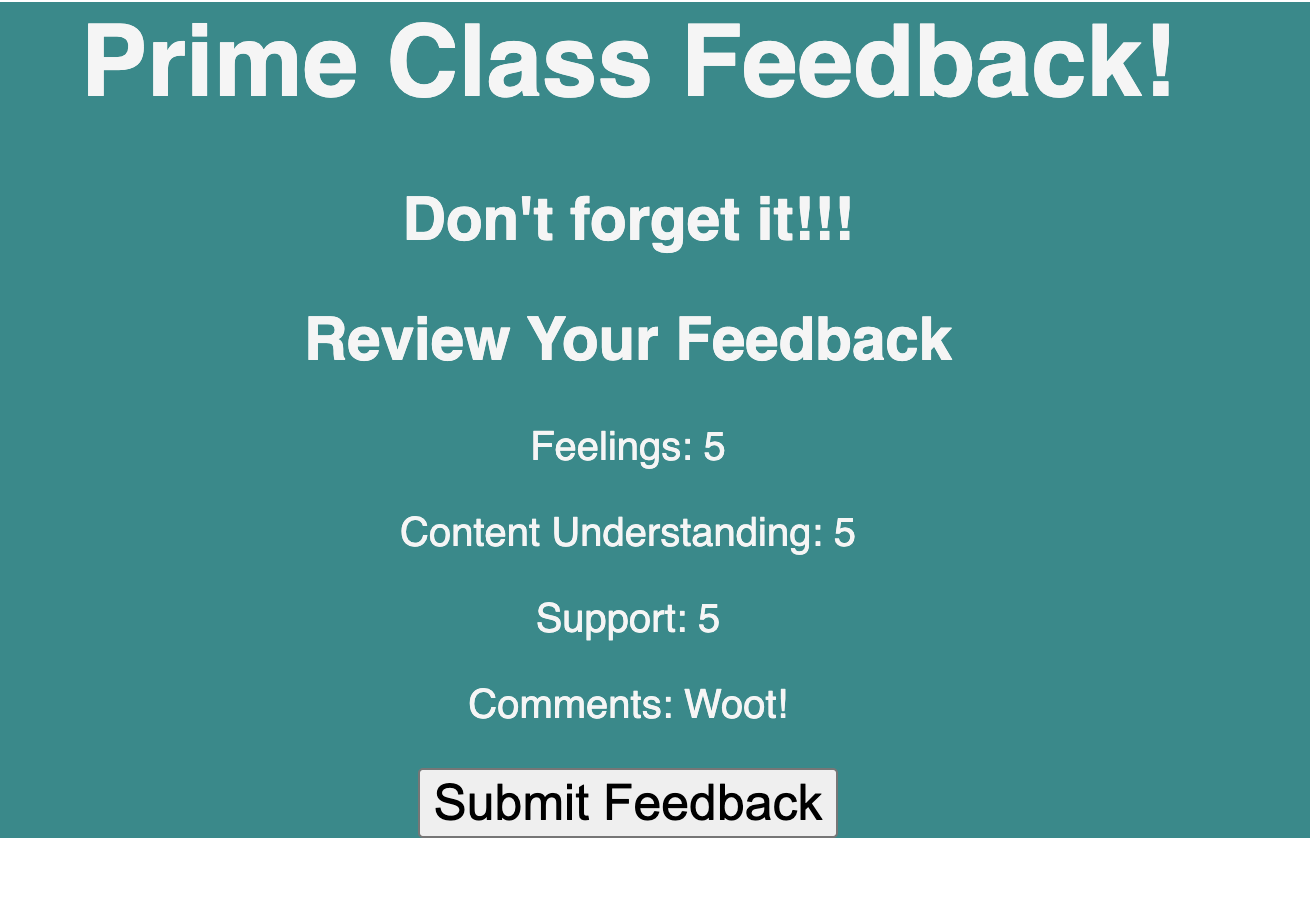 Prime Class Feedback!
Don't forget it!!!
Review Your Feedback
Feelings: 5
Content Understanding: 5
Support: 5
Comments: Woot!
Submit Feedback